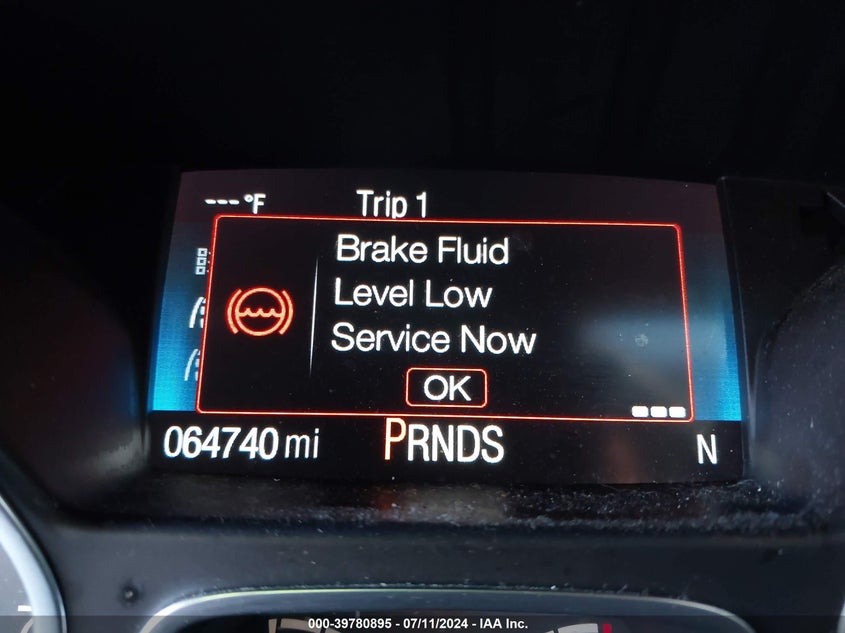 ---°F Trip 1
Brake Fluid
Level Low
Service Now
OK
064740 mi PRNDS N
000-39780895 - 07/11/2024 - IAA Inc.